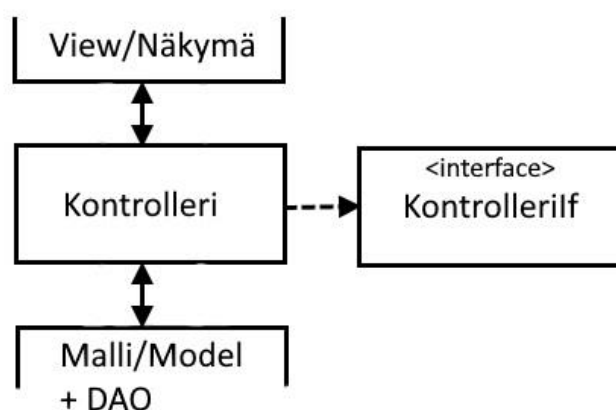 View/Näkymä
Kontrolleri
<interface>
KontrolleriIf
Malli/Model
+ DAO